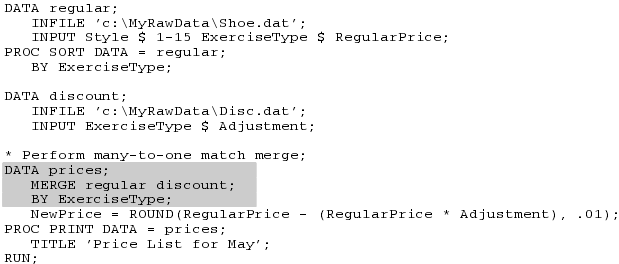 DATA regular;
INFILE ’c:\MyRawData\Shoe.dat’;
INPUT Style $ 1-15 ExerciseType $ RegularPrice;
PROC SORT DATA = regular;
BY ExerciseType;
DATA discount;
INFILE ’c:\MyRawData\Disc.dat’;
INPUT ExerciseType $ Adjustment;
* Perform many-to-one match merge;
DATA prices;
MERGE regular discount;
BY ExerciseType;
NewPrice = ROUND(RegularPrice - (RegularPrice * Adjustment), .01);
PROC PRINT DATA = prices;
TITLE ’Price List for May’;
RUN;